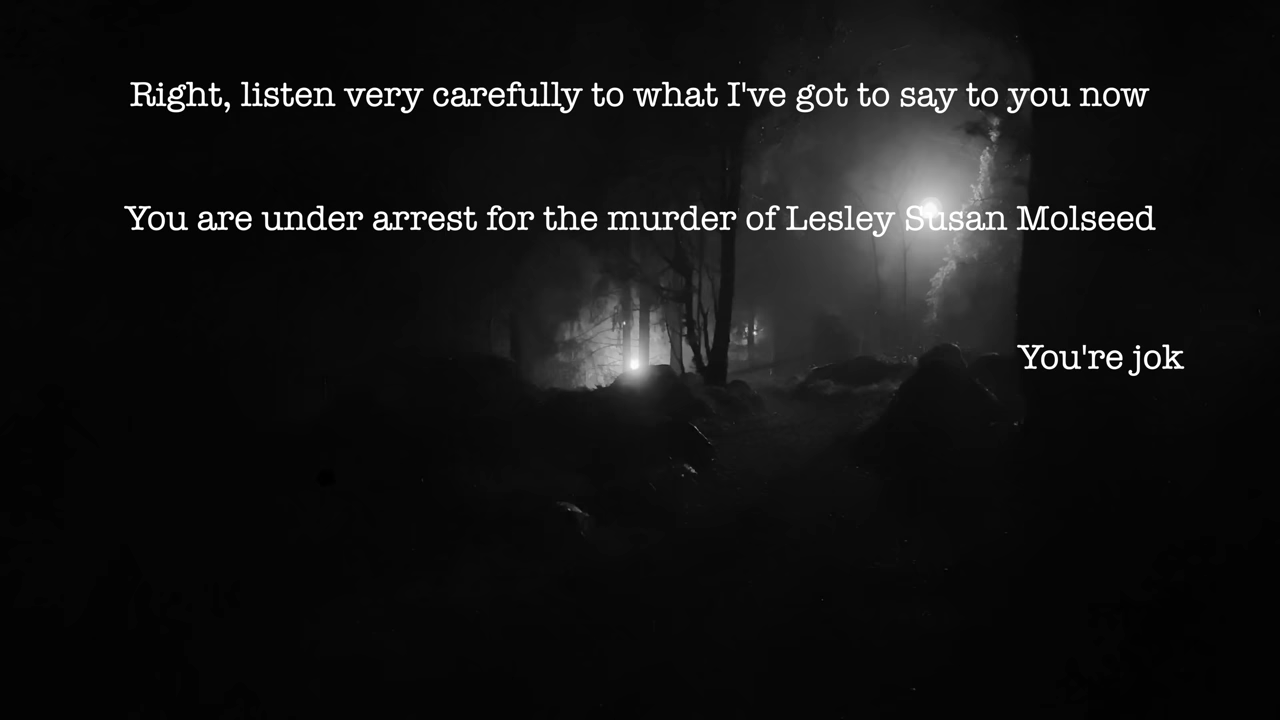 Right, listen very carefully to what I've got to say to you now
You are under arrest for the murder of Lesley Susan Molseed
You're jok